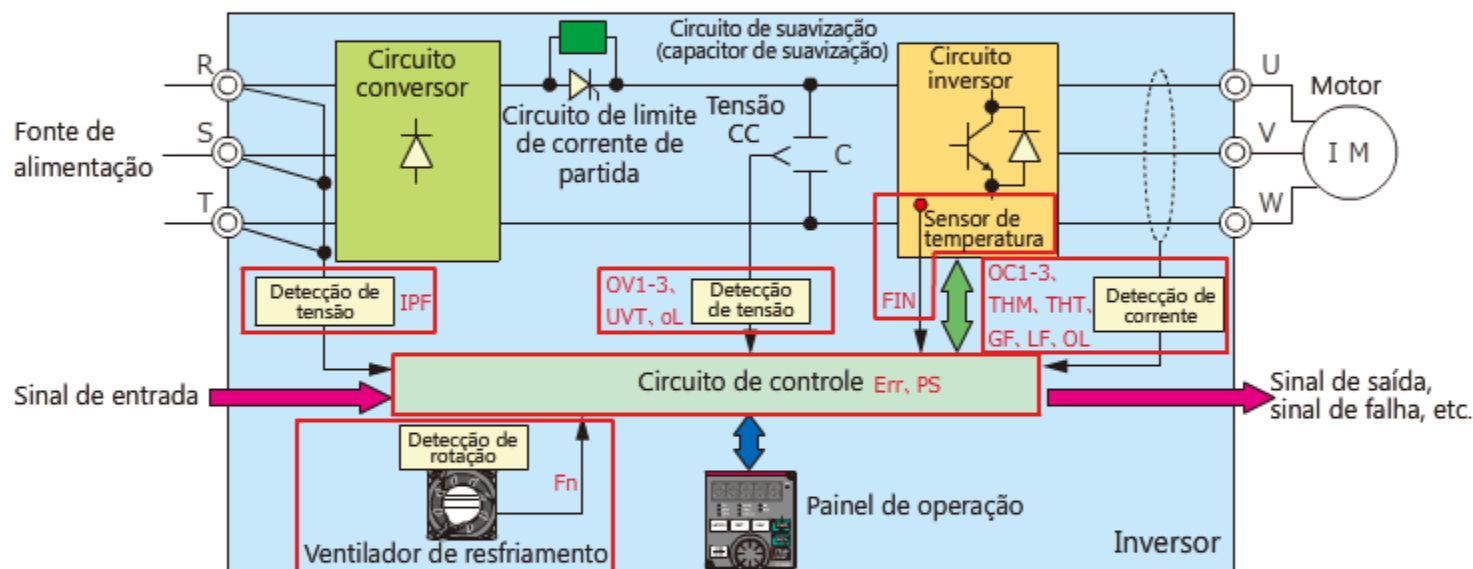 Circuito de suavização
(capacitor de suavização)
R
S
T
Fonte de
alimentação
Circuito
conversor
Circuito de limite
de corrente de
partida
Tensão
CC
C
Circuito
inversor
Sensor de
temperatura
U
V
W
Motor
I M
Detecção de
tensão
IPF
OV1-3、
UVT、oL
Detecção
de tensão
FIN
OC1-3、
THM, THT,
GF, LF, OL
Detecção de
corrente
Sinal de entrada
Circuito de controle Err、PS
Sinal de saída,
sinal de falha, etc.
Detecção de
rotação
Fn
Ventilador de resfriamento
Painel de operação
Inversor